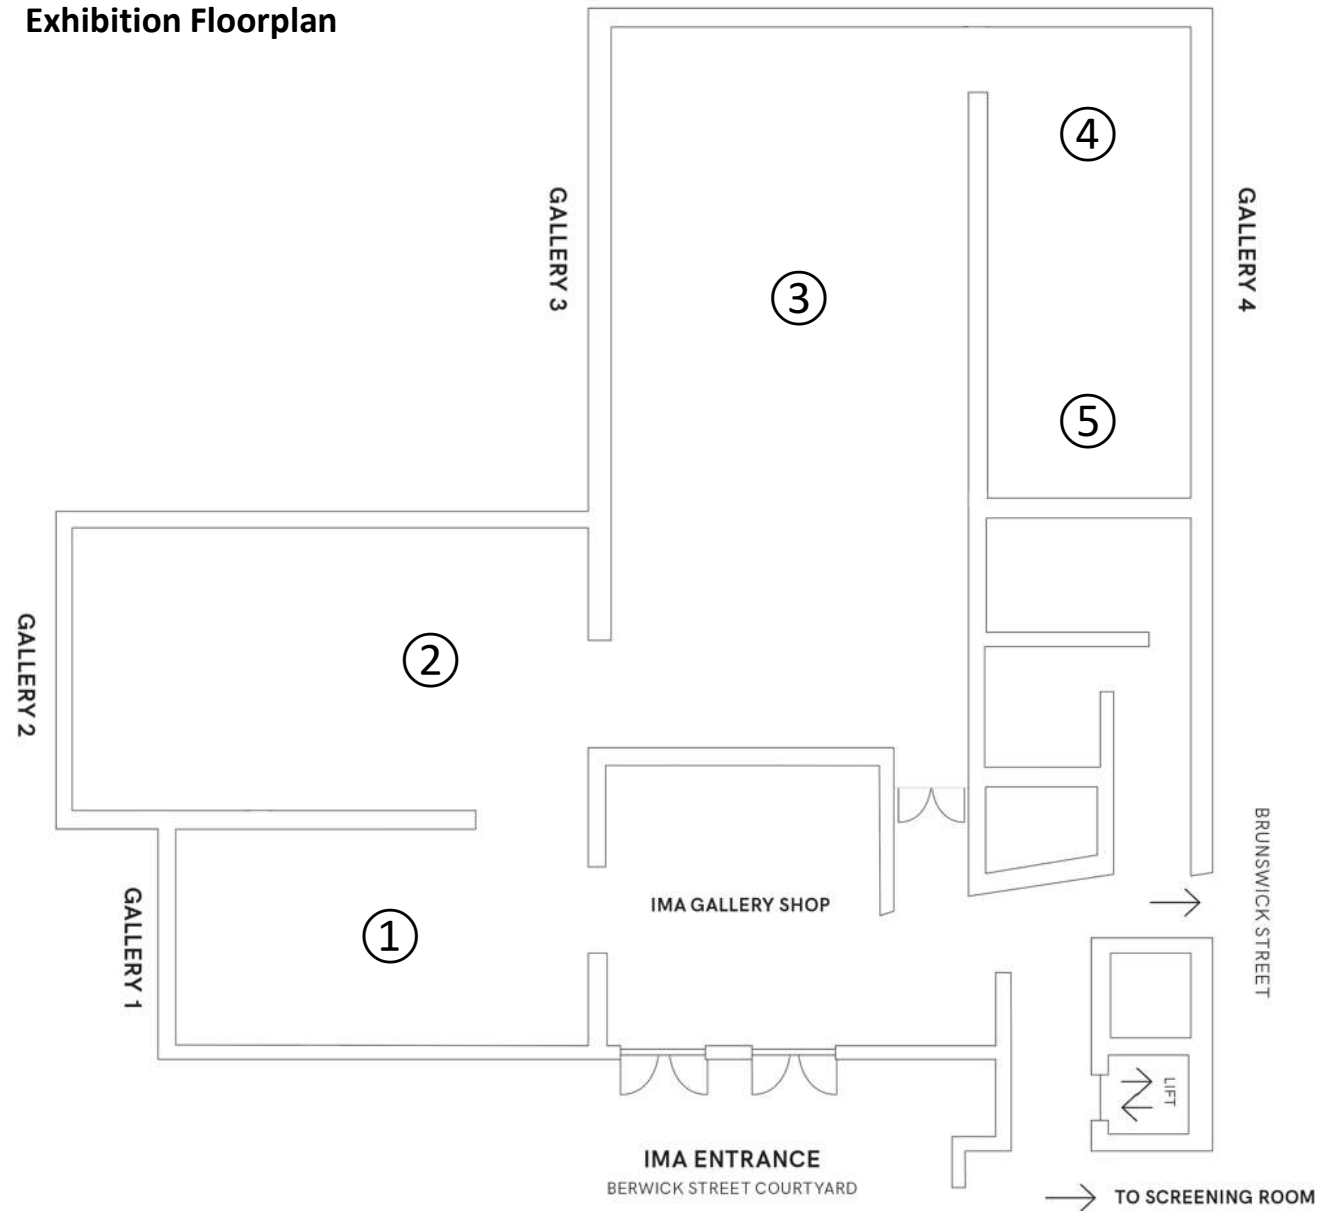 Exhibition Floorplan
④
GALLERY 3
GALLERY 4
③
⑤
GALLERY 2
②
BRUNSWICK STREET
GALLERY 1
IMA GALLERY SHOP
①
LIFT
IMA ENTRANCE
BERWICK STREET COURTYARD
TO SCREENING ROOM